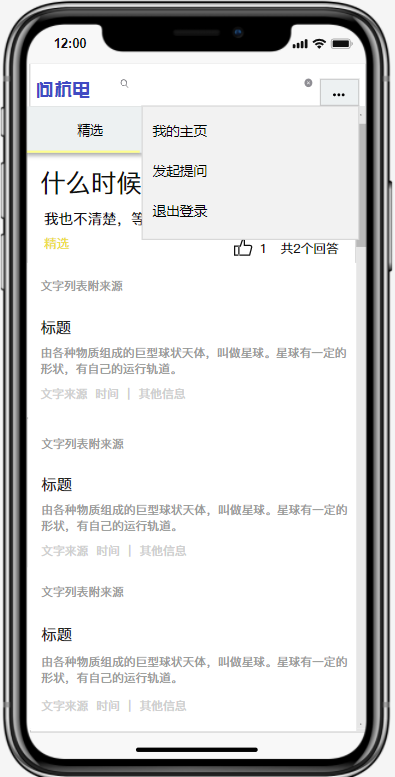 12:00
问杭电
...
精选
我的主页
发起提问
退出登录
什么时候
我也不清楚，等
精选
1 共2个回答
文字列表附来源
标题
由各种物质组成的巨型球状天体，叫做星球。星球有一定的
形状，有自己的运行轨道。
文字来源 时间 | 其他信息
文字列表附来源
标题
由各种物质组成的巨型球状天体，叫做星球。星球有一定的
形状，有自己的运行轨道。
文字来源 时间 | 其他信息
文字列表附来源
标题
由各种物质组成的巨型球状天体，叫做星球。星球有一定的
形状，有自己的运行轨道。
文字来源 时间 | 其他信息